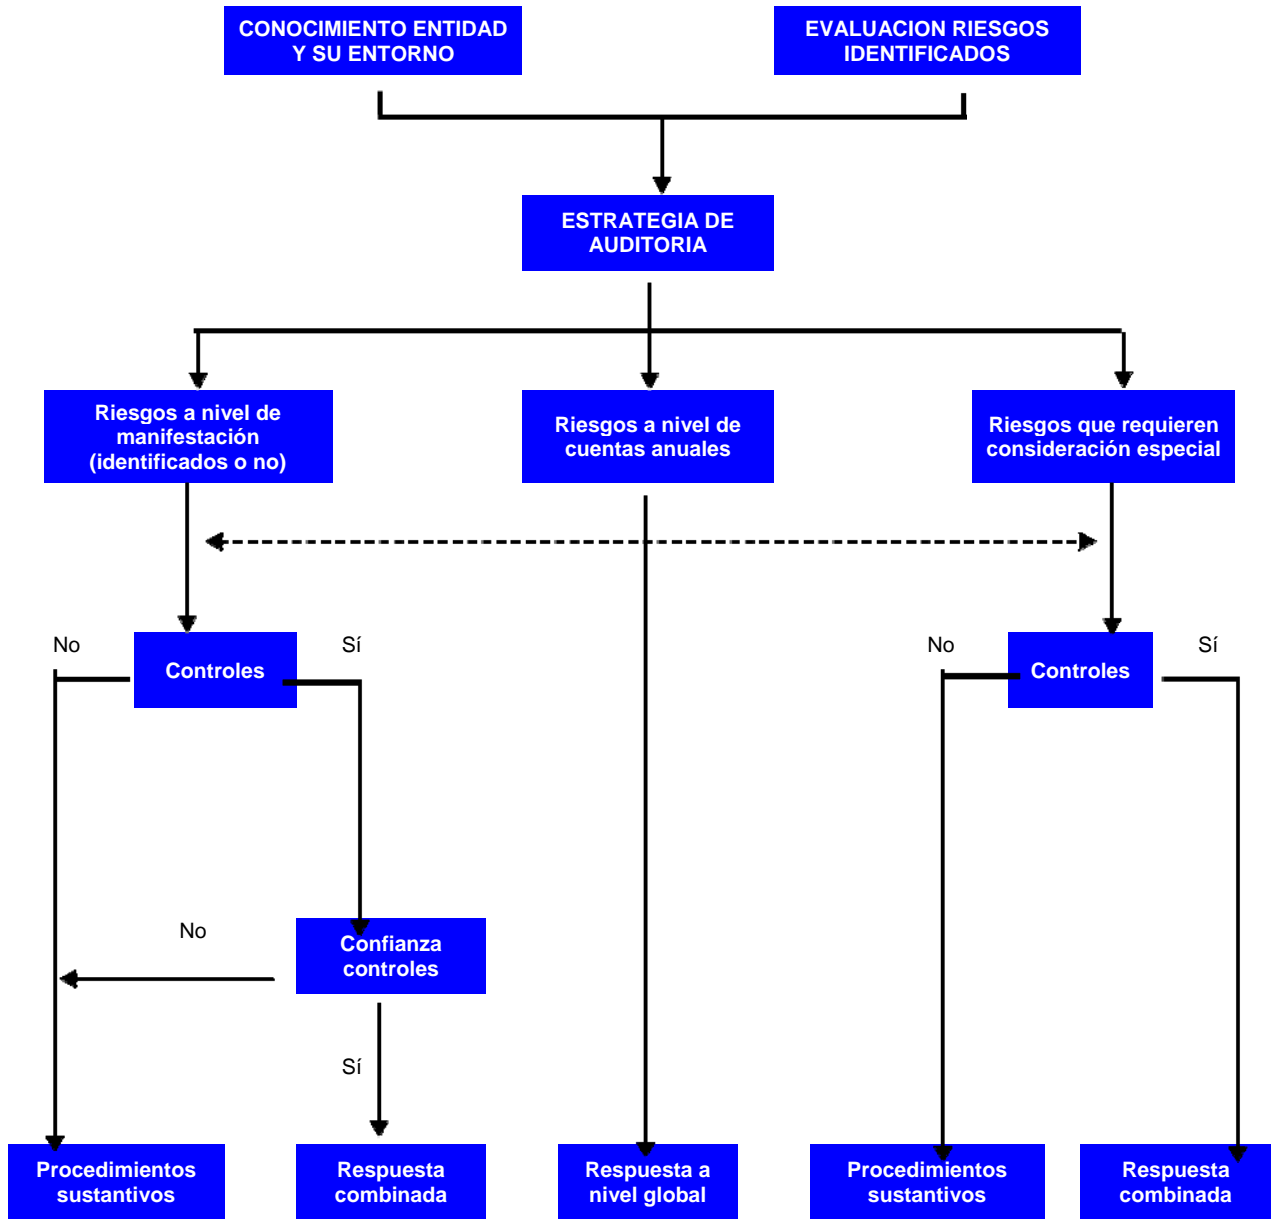 CONOCIMIENTO ENTIDAD
Y SU ENTORNO
EVALUACION RIESGOS
IDENTIFICADOS
ESTRATEGIA DE
AUDITORIA
Riesgos a nivel de
manifestación
(identificados o no)
Riesgos a nivel de
cuentas anuales
Riesgos que requieren
consideración especial
No
Controles
Sí
No
Controles
Sí
No
Confianza
controles
Sí
Procedimientos
sustantivos
Respuesta
combinada
Respuesta a
nivel global
Procedimientos
sustantivos
Respuesta
combinada